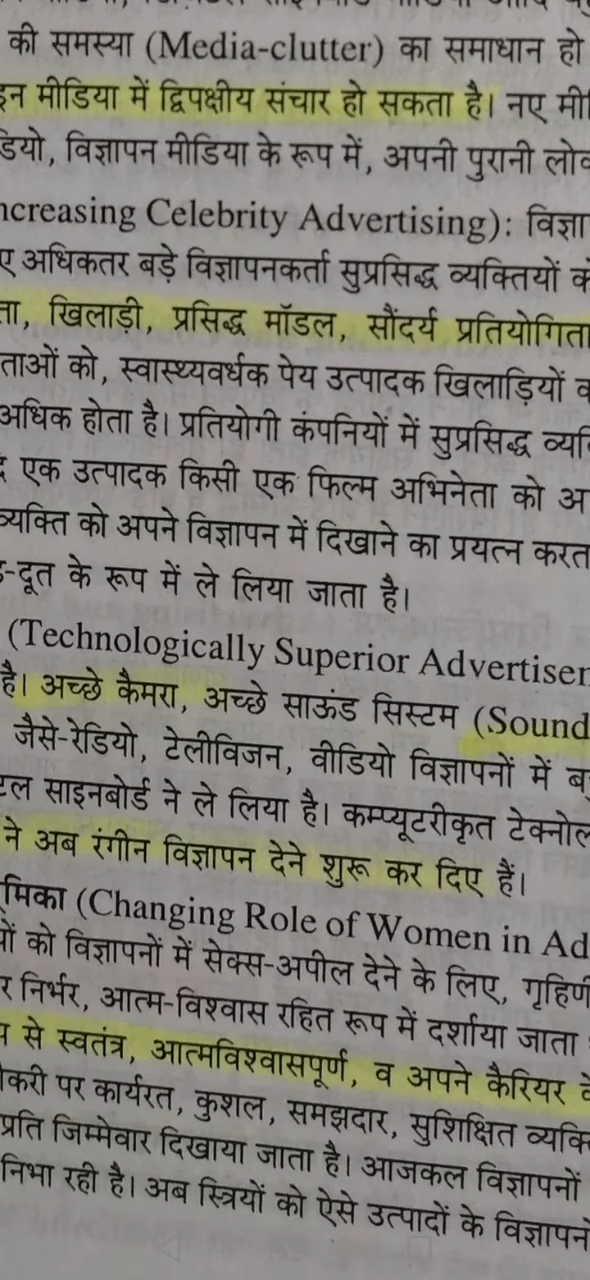 की समस्या (Media-clutter) का समाधान हो
इन मीडिया में द्विपक्षीय संचार हो सकता है। नए
विज्ञापन मीडिया के रूप में, अपनी पुरानी
ncreasing Celebrity Advertising): विज्ञा
ए अधिकतर बड़े विज्ञापनकर्ता सुप्रसिद्ध व्यक्तियों
ता, खिलाड़ी, प्रसिद्ध मॉडल, सौंदर्य प्रतियोगिता
ताओं को, स्वास्थ्यवर्धक पेय उत्पादक खिलाड़ियों
अधिक होता है। प्रतियोगी कंपनियों में सुप्रसिद्ध
एक उत्पादक किसी एक फिल्म अभिनेता को अ
व्यक्ति को अपने विज्ञापन में दिखाने का प्रयत्न करत
-दूत के रूप में ले लिया जाता है।
(Technologically Superior Advertisem
है। अच्छे कैमरा, अच्छे साऊंड सिस्टम (Sound
जैसे-रेडियो, टेलीविजन, वीडियो विज्ञापनों में
टल साइनबोर्ड ने ले लिया है। कम्प्यूटरीकृत
ने अब रंगीन विज्ञापन देने शुरू कर दिए हैं।
मिका (Changing Role of Women in Ad
को विज्ञापनों में सेक्स-अपील देने के लिए,
र निर्भर, आत्म-विश्वास रहित रूप में दर्शाया जाता
से स्वतंत्र, आत्मविश्वासपूर्ण, व अपने कैरियर
पर कार्यरत, कुशल, समझदार, सुशिक्षित
प्रति जिम्मेवार दिखाया जाता है। आजकल विज्ञापनों
निभा रही है। अब स्त्रियों को ऐसे उत्पादों के